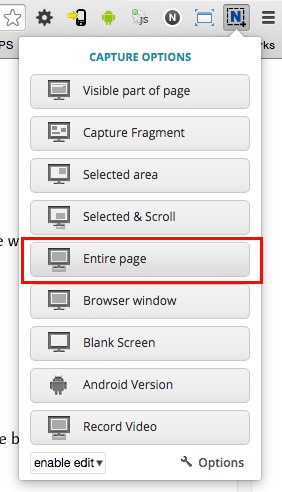 js
N
N
PS
rks
CAPTURE OPTIONS
Visible part of page
Capture Fragment
Selected area
Selected & Scroll
e w
Entire page
Browser window
Blank Screen
Android Version
Record Video
e b
enable edit
Options